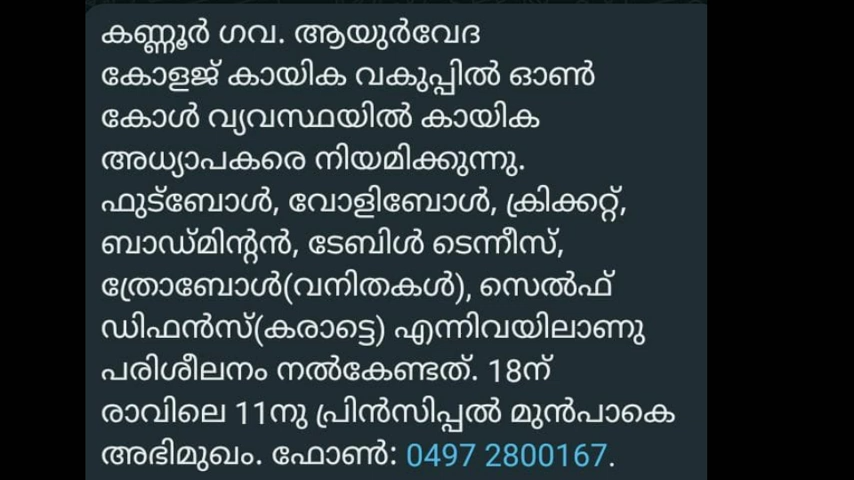 കണ്ണൂർ ഗവ. ആയുർവേദ
കോളജ് കായിക വകുപ്പിൽ ഓൺ
കോൾ വ്യവസ്ഥയിൽ കായിക
അധ്യാപകരെ നിയമിക്കുന്നു.
ഫുട്ബോൾ, വോളിബോൾ, ക്രിക്കറ്റ്,
ബാഡ്മിന്റൻ, ടേബിൾ ടെന്നീസ്,
ത്രോബോൾ(വനിതകൾ), സെൽഫ്
ഡിഫൻസ്(കരാട്ടെ) എന്നിവയിലാണു
പരിശീലനം നൽകേണ്ടത്. 18ന്
രാവിലെ 11നു പ്രിൻസിപ്പൽ മുൻപാകെ
അഭിമുഖം. ഫോൺ: 0497 2800167.